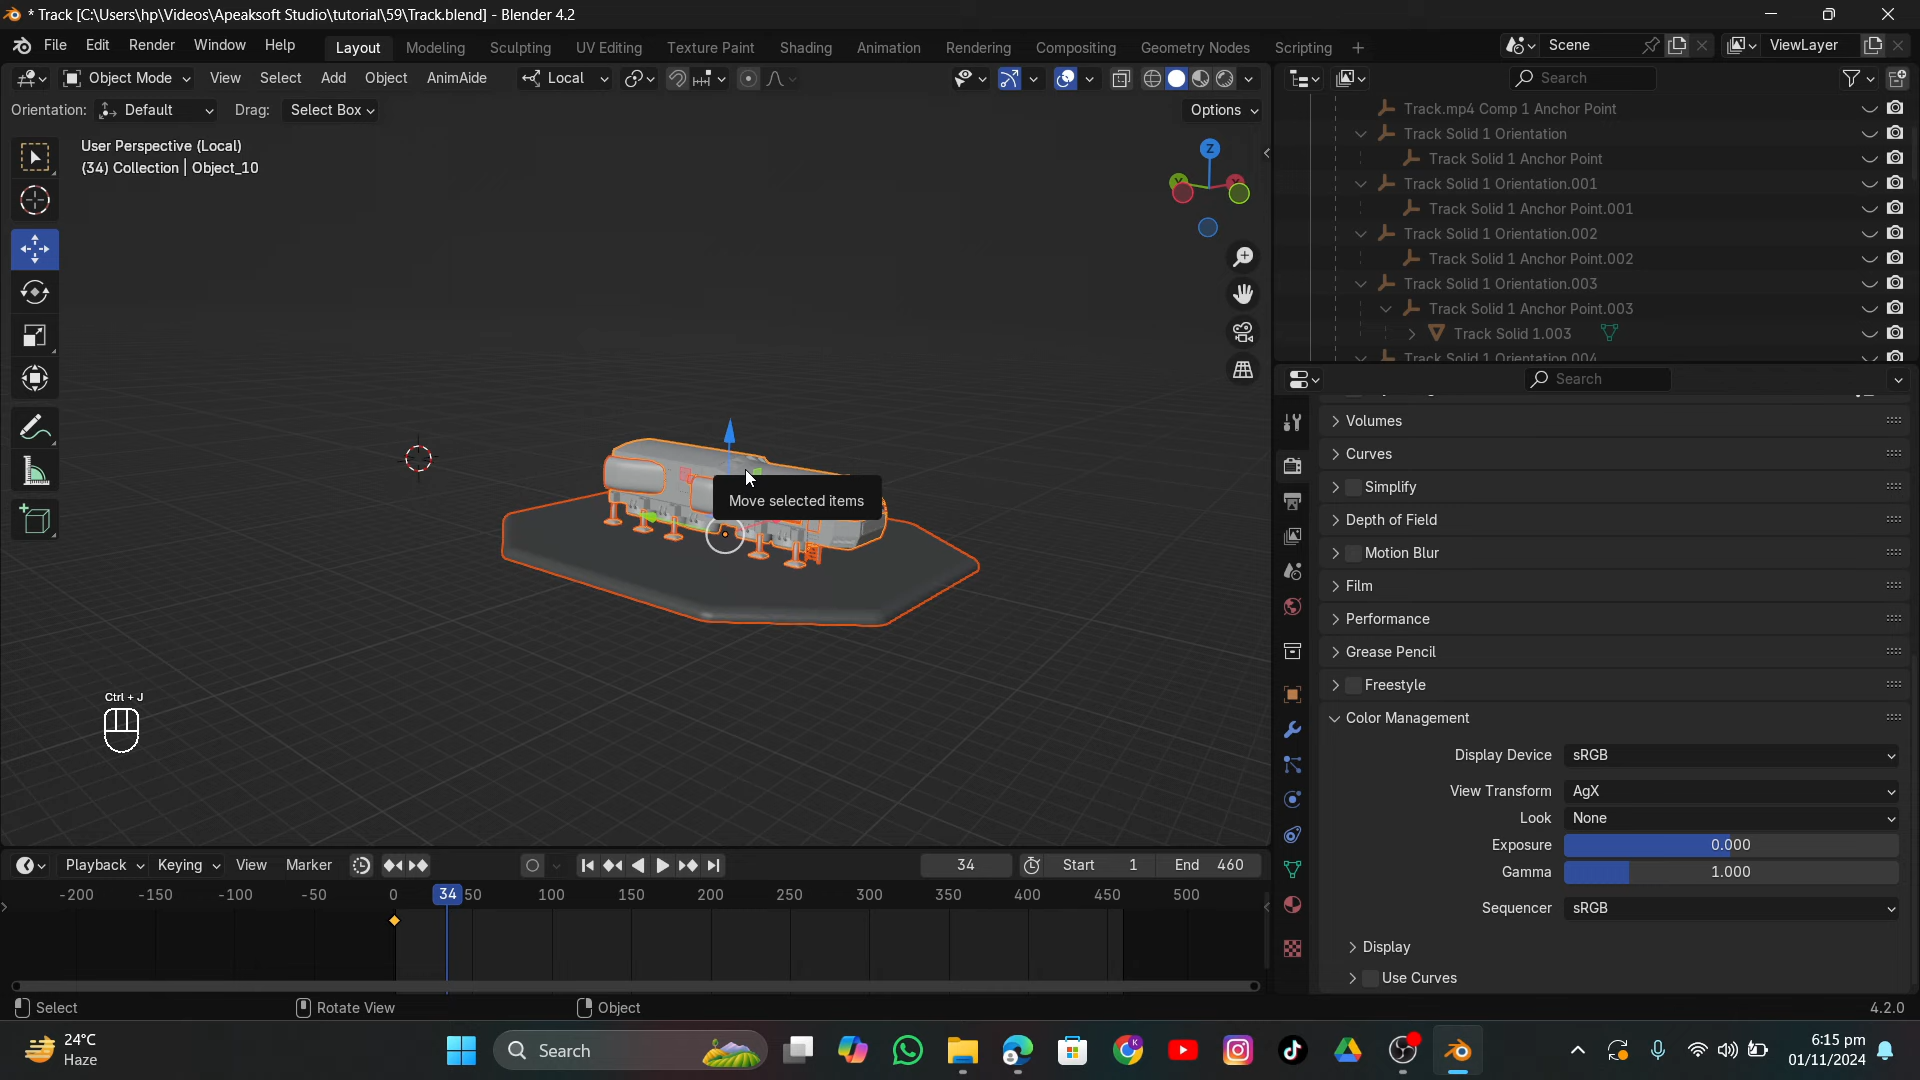 * Track [C:\Users\hp\Videos\Apeaksoft Studio\tutorial\59\Track.blend] - Blender 4.2
File Edit Render Window Help Layout Modeling Sculpting UV Editing Texture Paint Shading Animation Rendering Compositing Geometry Nodes Scripting + Scene ViewLayer
Object Mode View Select Add Object AnimAide Local Search
Orientation: Default Drag: Select Box Options
User Perspective (Local)
(34) Collection | Object_10
Z
Move selected items
Ctrl + J
Track.mp4 Comp 1 Anchor Point
Track Solid 1 Orientation
Track Solid 1 Anchor Point
Track Solid 1 Orientation.001
Track Solid 1 Anchor Point.001
Track Solid 1 Orientation.002
Track Solid 1 Anchor Point.002
Track Solid 1 Orientation.003
Track Solid 1 Anchor Point.003
Track Solid 1.003
Track Solid 1 Orientation.004
Search
Volumes
Curves
Simplify
Depth of Field
Motion Blur
Film
Performance
Grease Pencil
Freestyle
Color Management
Display Device sRGB
View Transform AgX
Look None
Exposure 0.000
Gamma 1.000
Sequencer sRGB
Display
Use Curves
Playback Keying View Marker 34 Start 1 End 460
-200 -150 -100 -50 0 34 50 100 150 200 250 300 350 400 450 500
Select Rotate View Object 4.2.0
24°C
Haze
Search
6:15 pm
01/11/2024